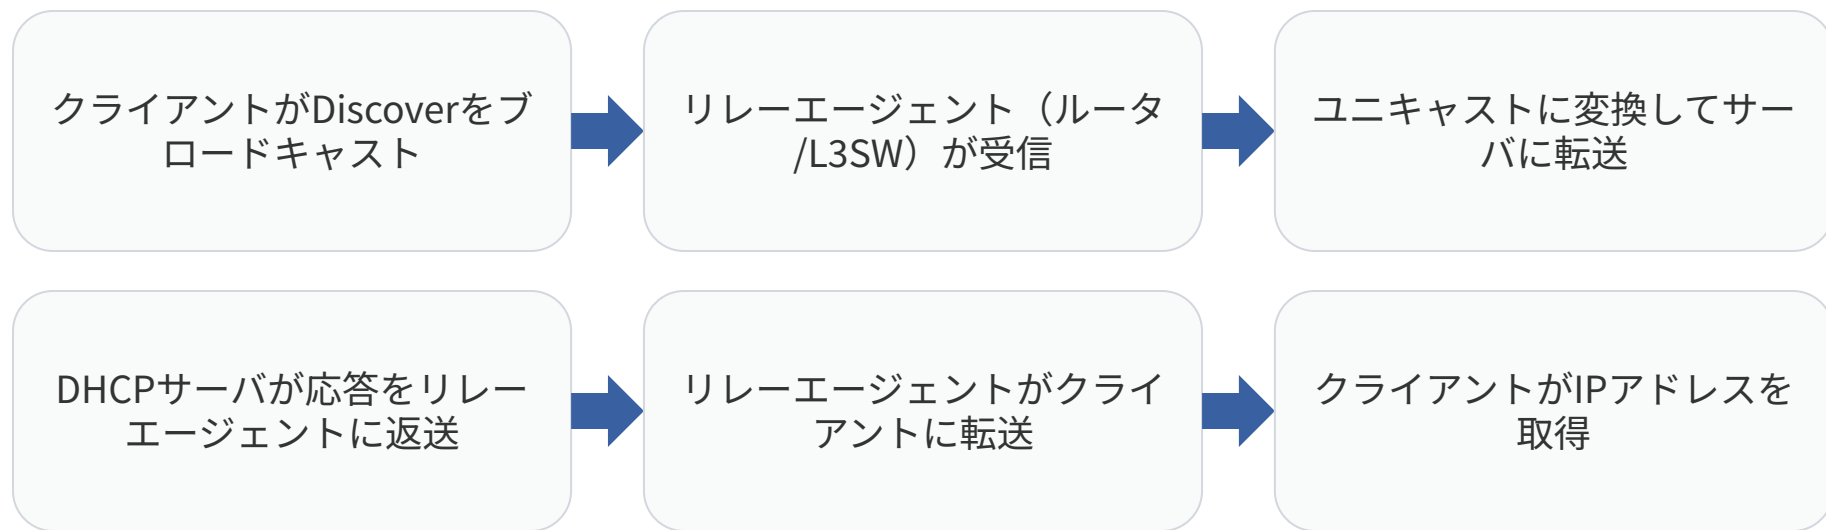 クライアントがDiscoverをブ
ロードキャスト
リレーエージェント（ルータ
/L3SW）が受信
ユニキャストに変換してサー
バに転送
DHCPサーバが応答をリレー
エージェントに返送
リレーエージェントがクライ
アントに転送
クライアントがIPアドレスを
取得